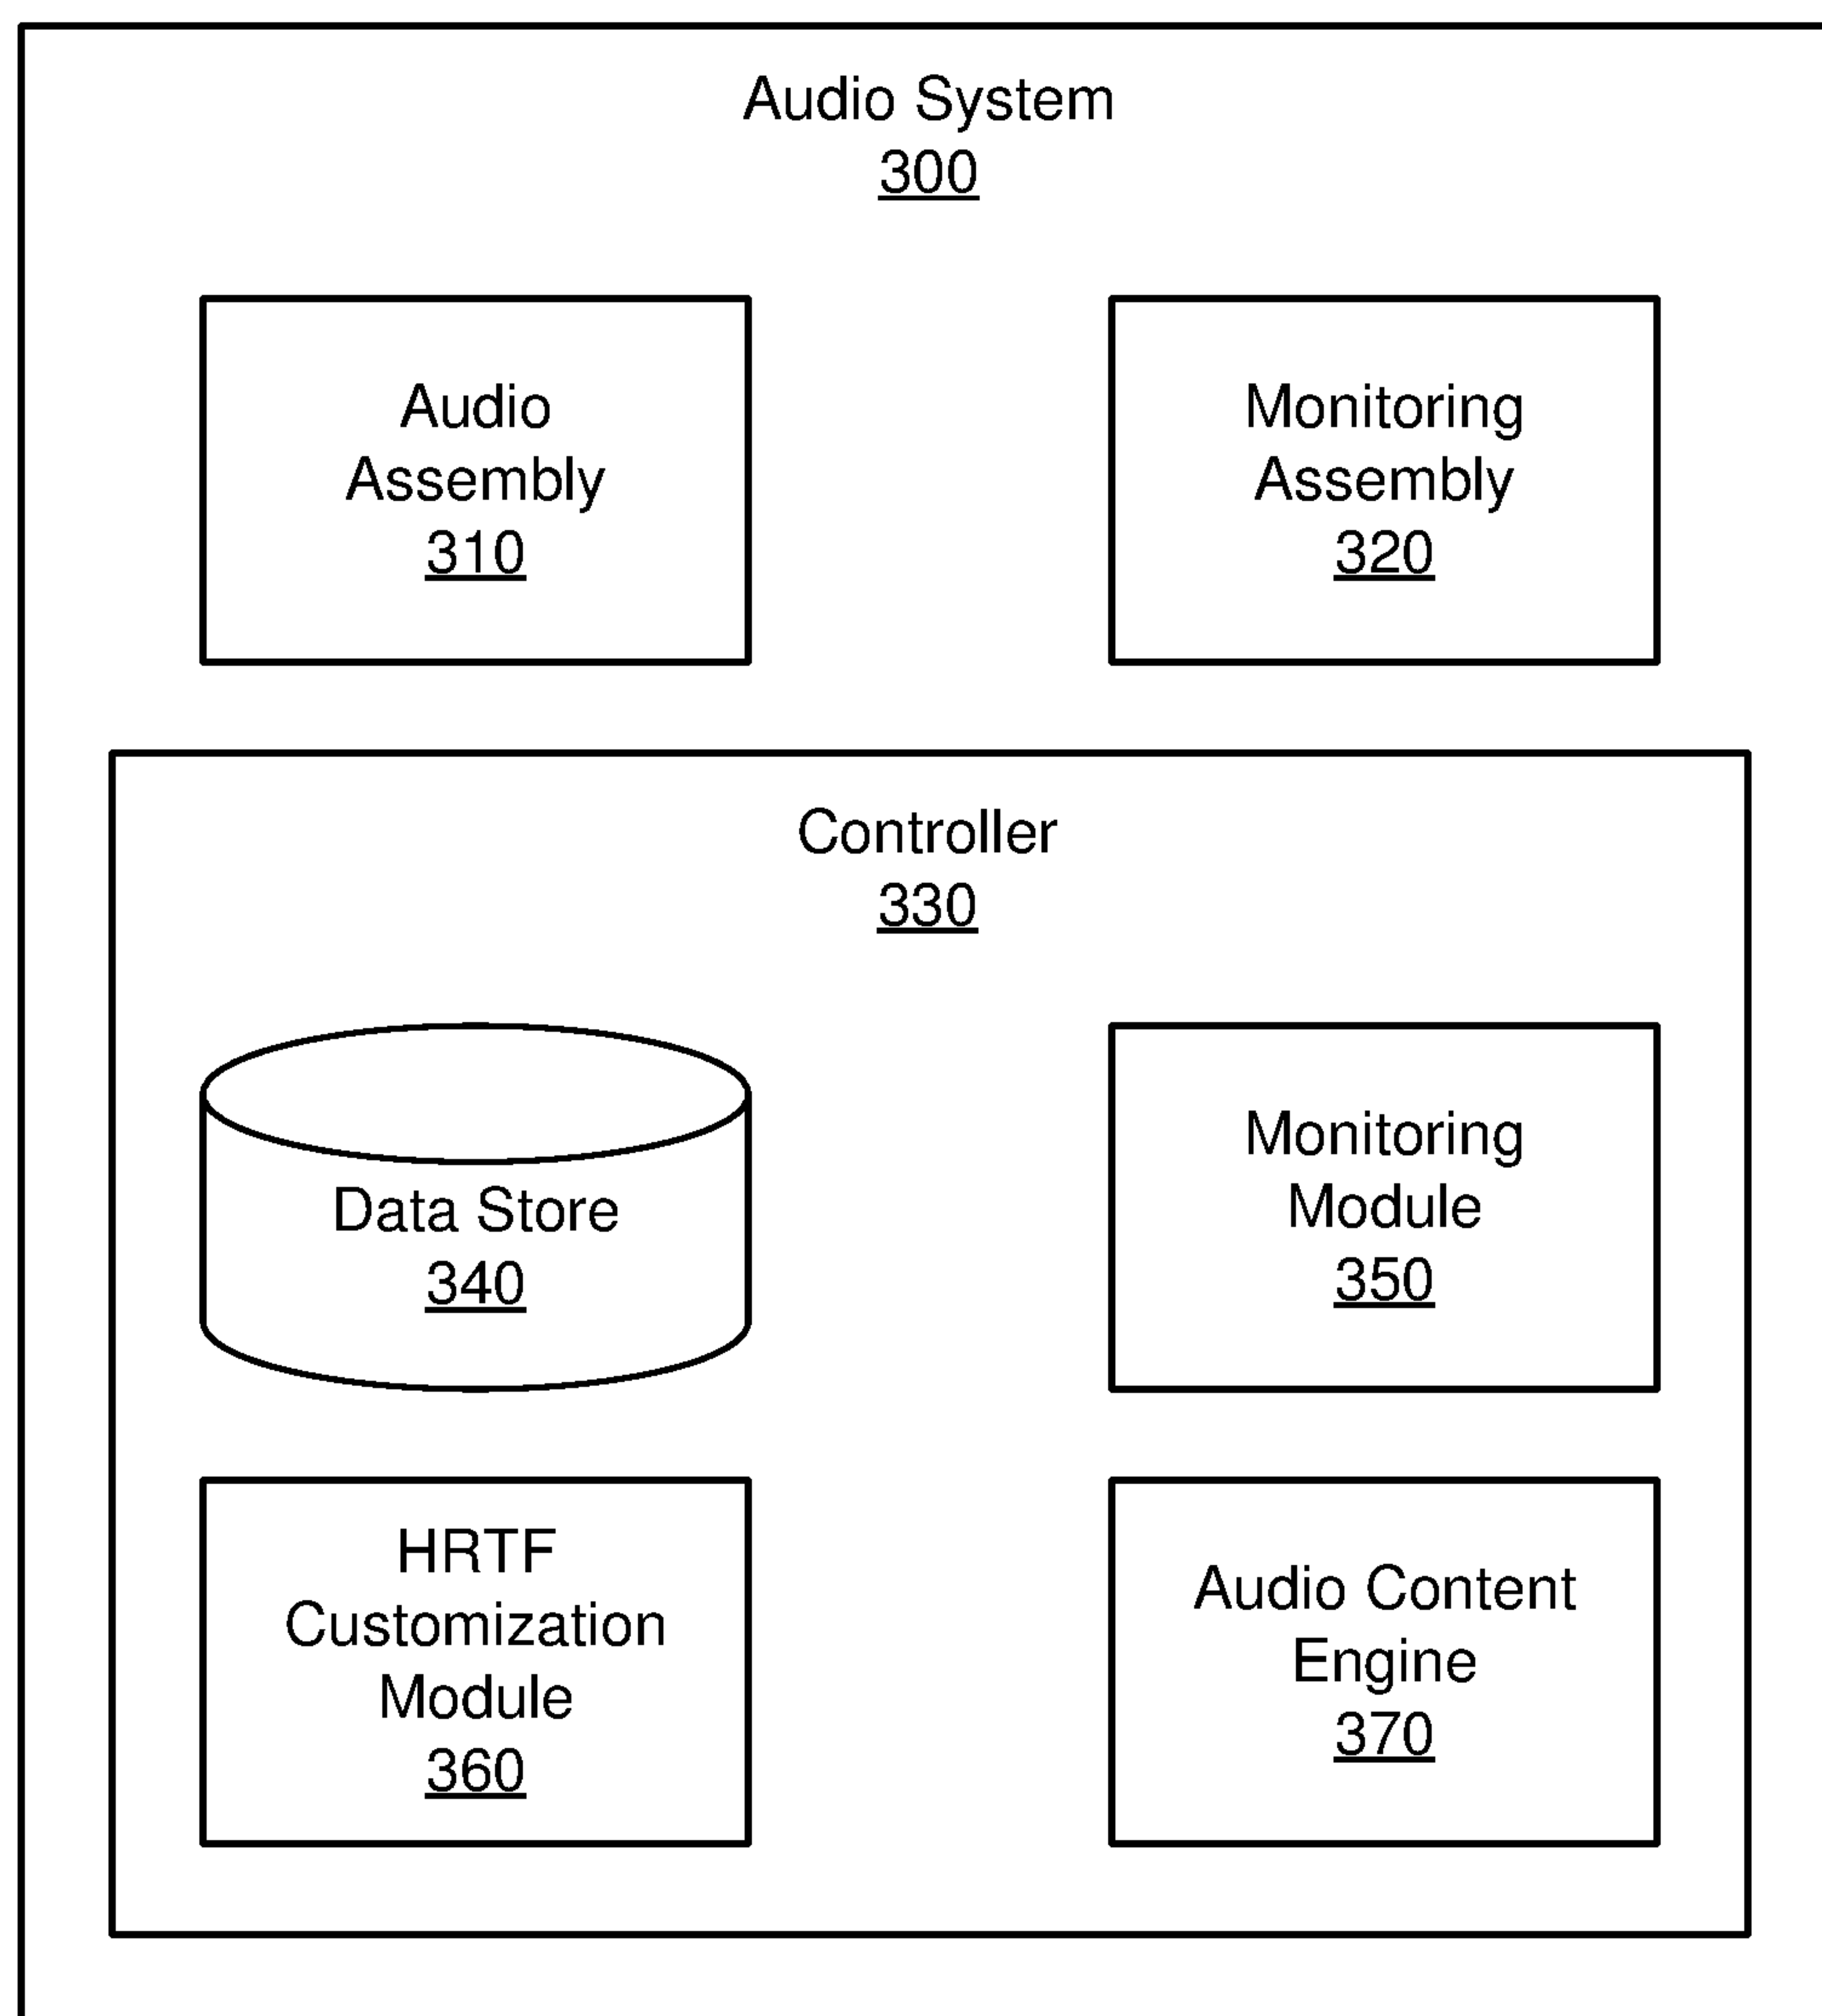 Audio System
300
Audio
Assembly
310
Monitoring
Assembly
320
Controller
330
Data Store
340
Monitoring
Module
350
HRTF
Customization
Module
360
Audio Content
Engine
370